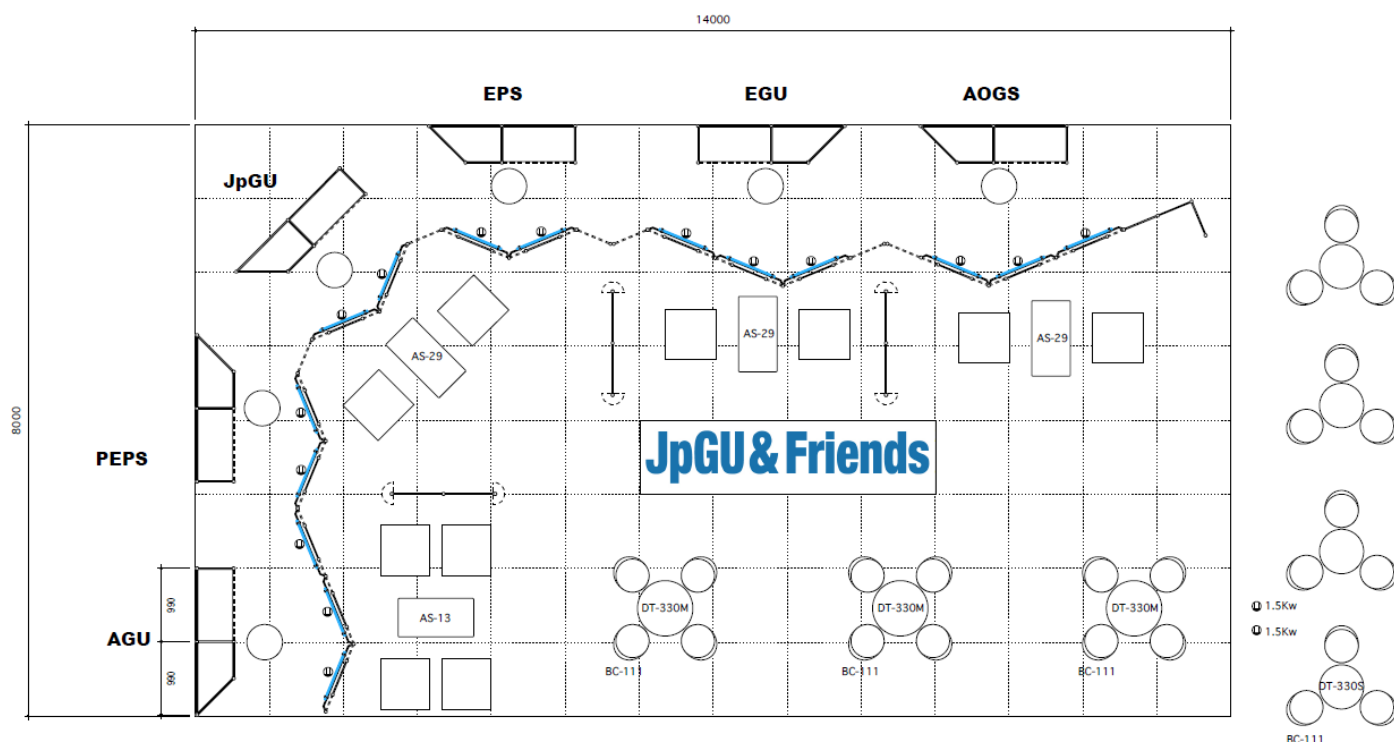 14000
EPS
EGU
AOGS
JpGU
8000
AS-29
AS-29
AS-29
JpGU & Friends
PEPS
990
990
AGU
AS-13
DT-330M
DT-330M
DT-330M
BC-111
BC-111
BC-111
1.5Kw
1.5Kw
DT-330S
BC-111